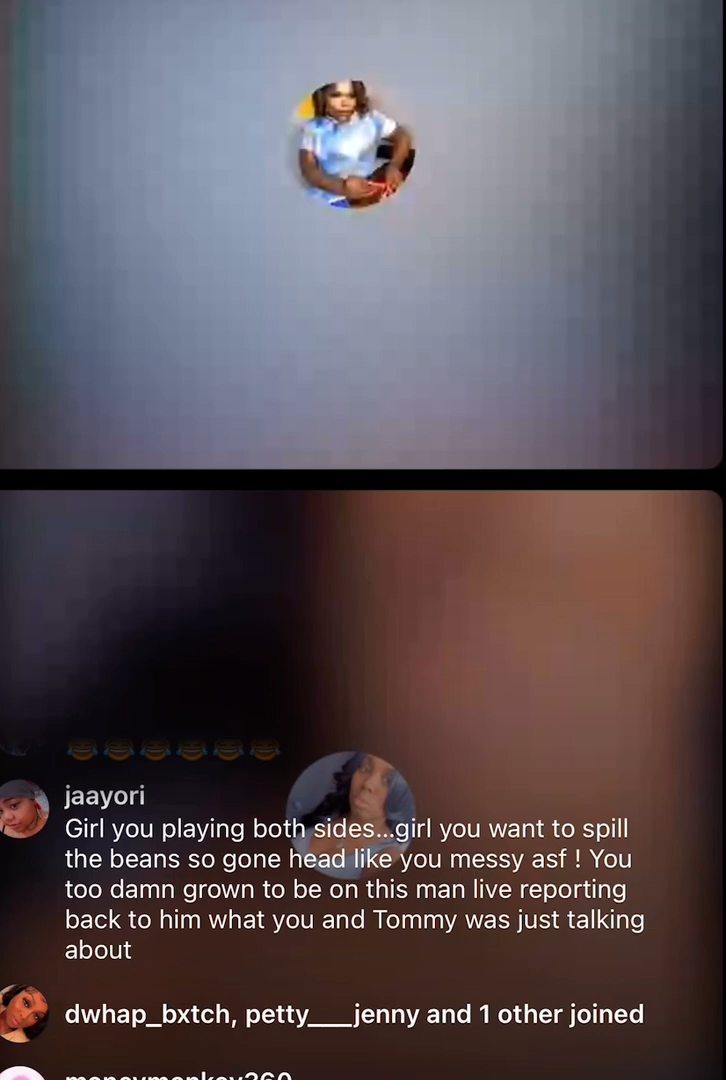 😂😂😂😂😂😂
jaayori
Girl you playing both sides...girl you want to spill
the beans so gone head like you messy asf ! You
too damn grown to be on this man live reporting
back to him what you and Tommy was just talking
about
dwhap_bxtch, petty___jenny and 1 other joined
moneymonkey360